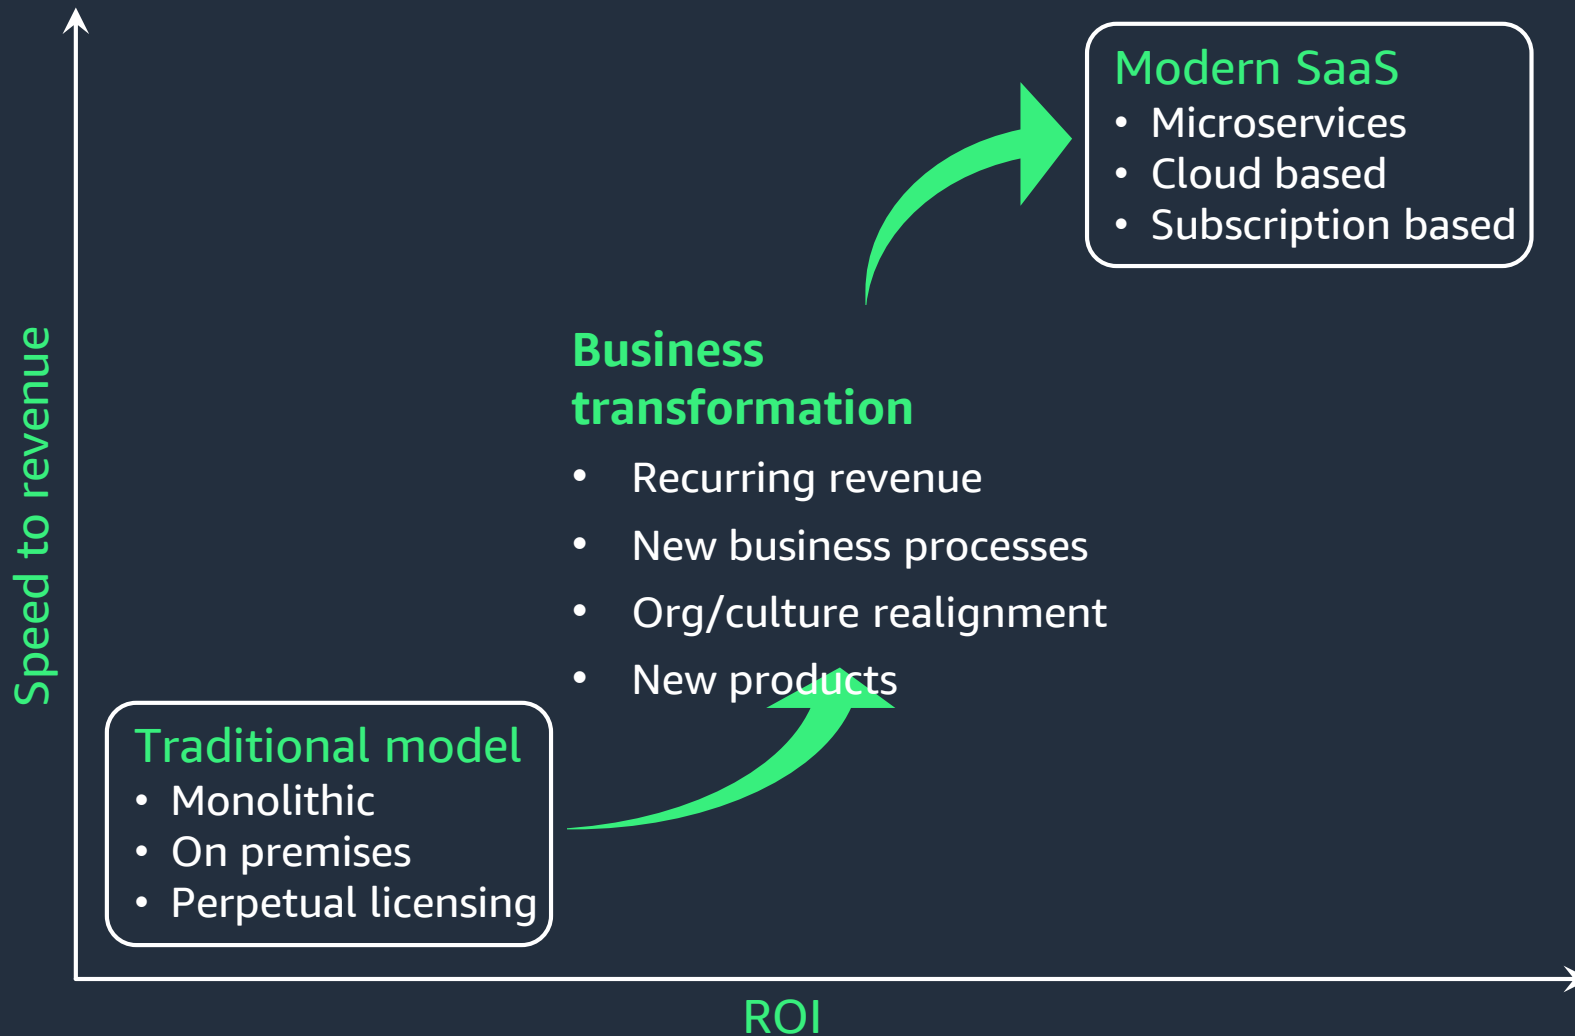 Modern SaaS
• Microservices
• Cloud based
• Subscription based
Business
transformation
• Recurring revenue
• New business processes
• Org/culture realignment
• New products
Traditional model
• Monolithic
• On premises
• Perpetual licensing
Speed to revenue
ROI